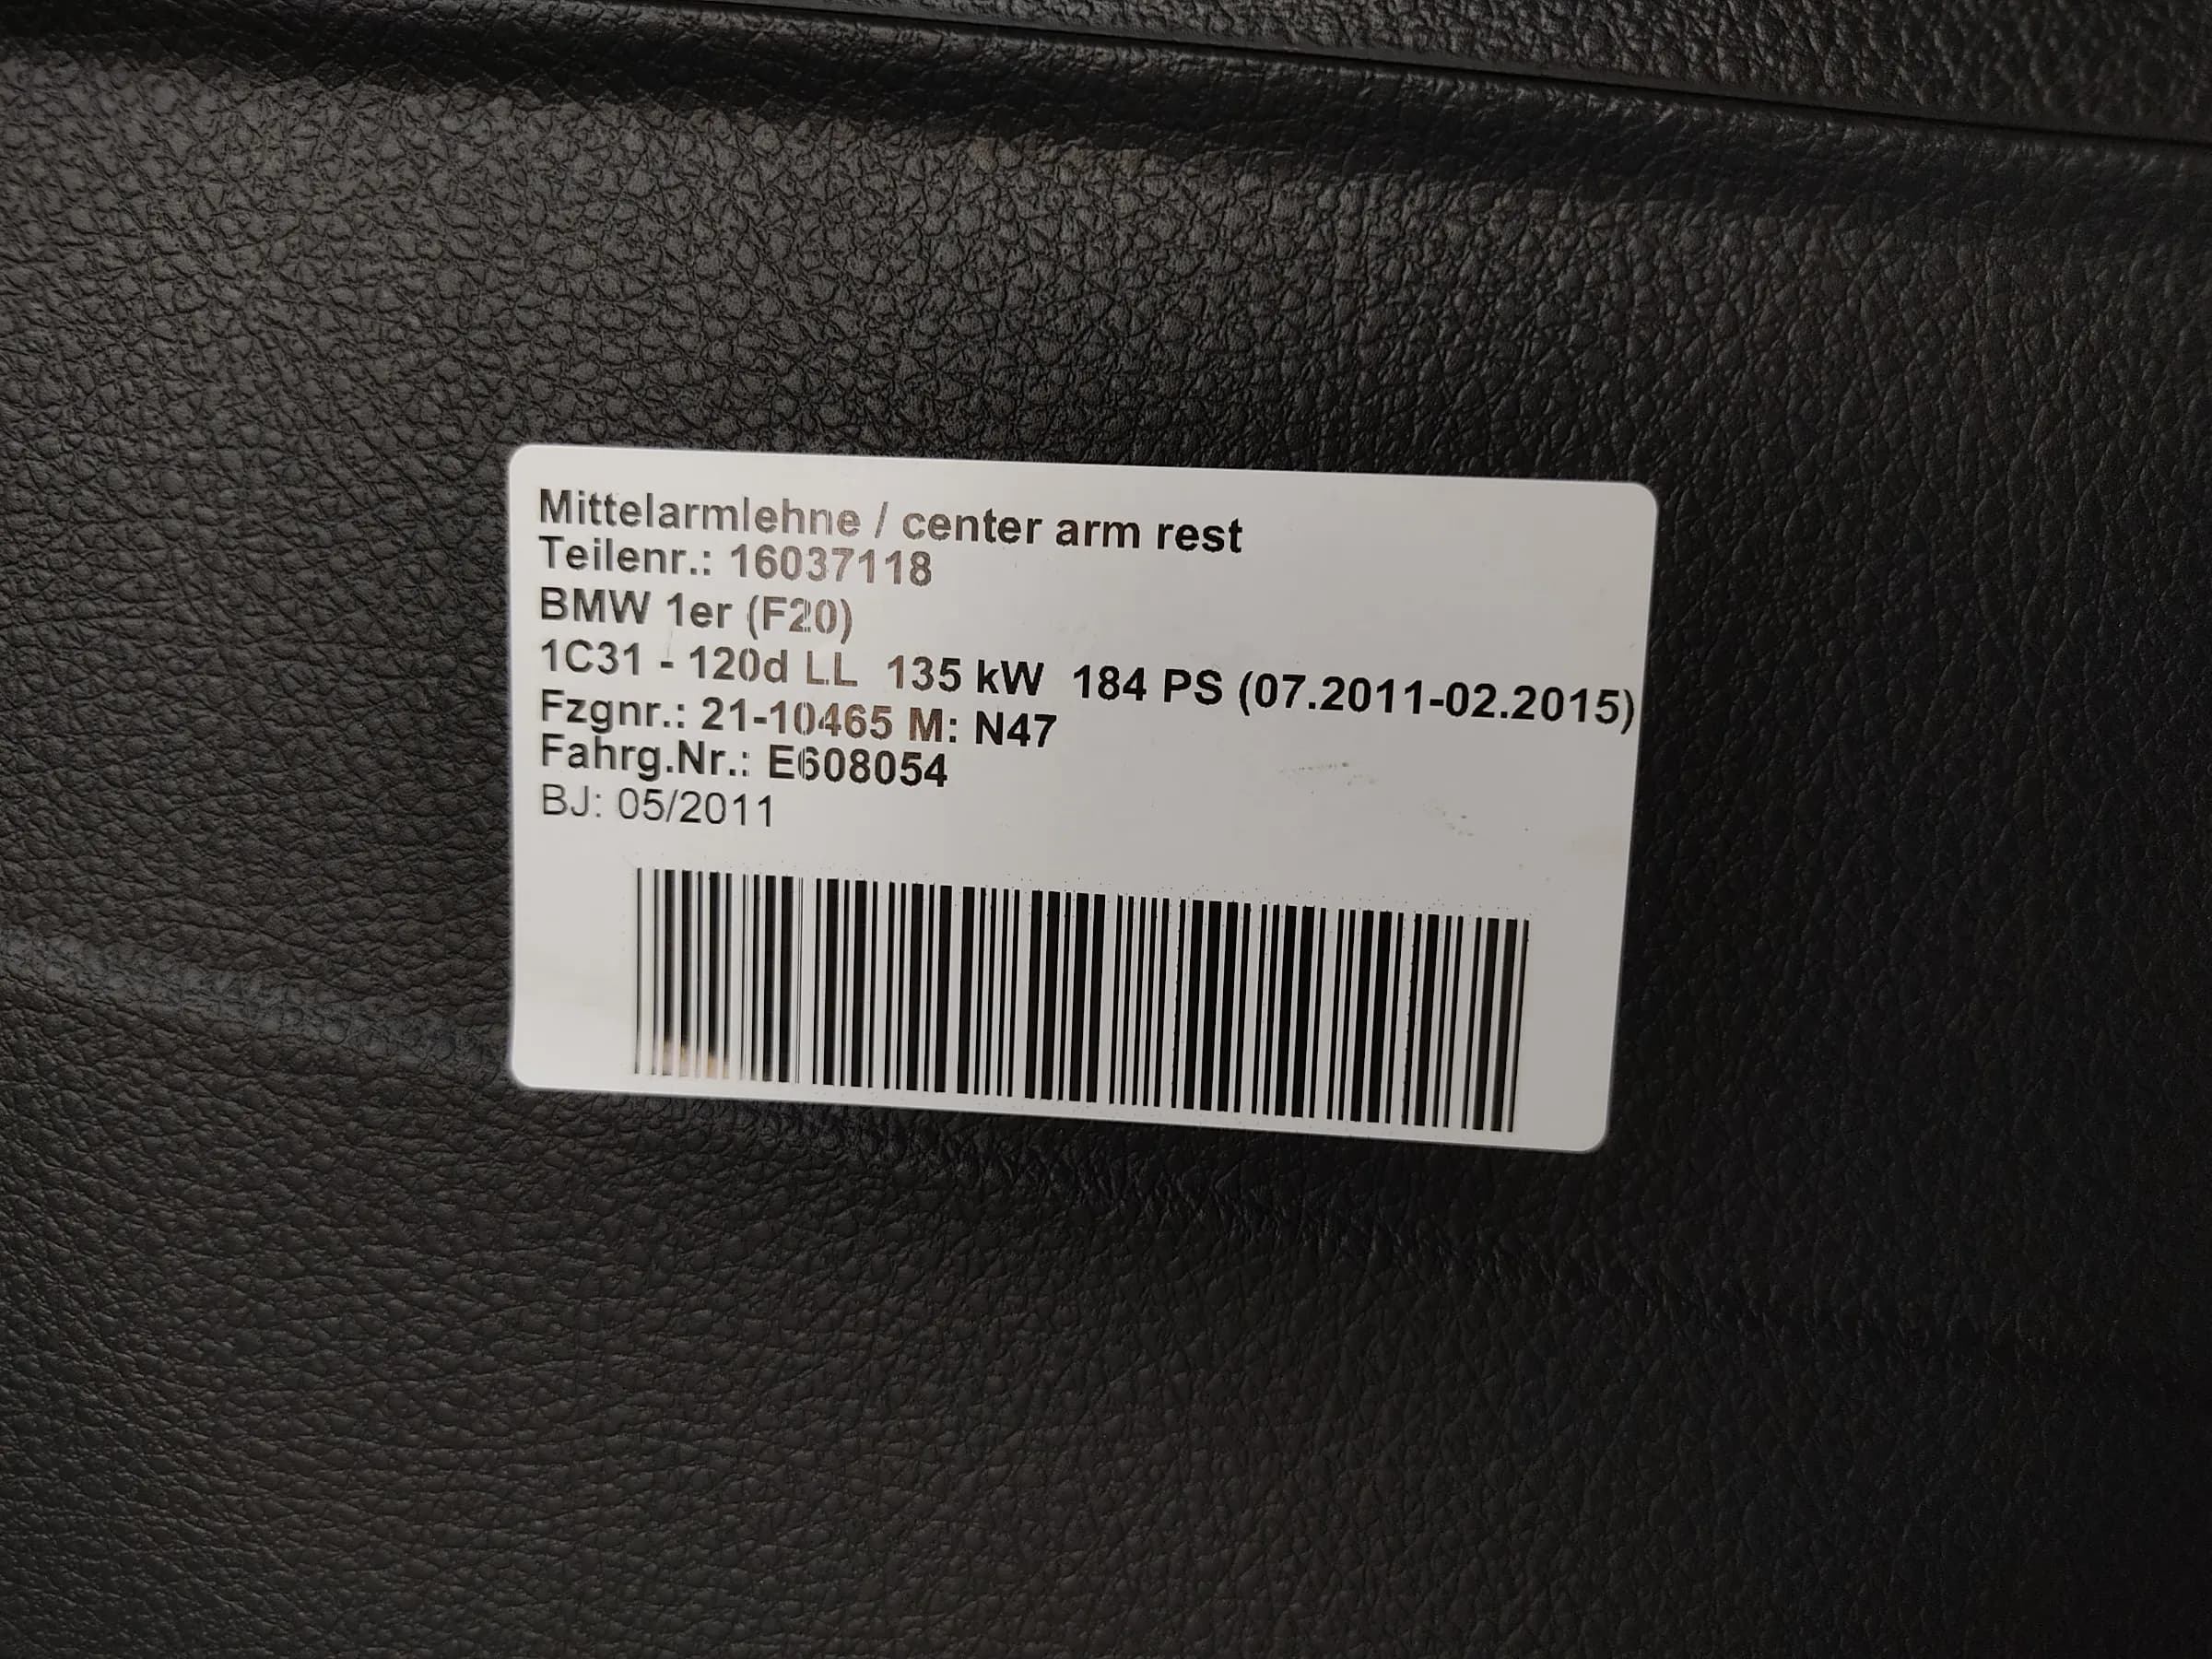 Mittelarmlehne / center arm rest
Teilenr.: 16037118
BMW 1er (F20)
1C31 - 120d LL 135 kW 184 PS (07.2011-02.2015)
Fzgnr.: 21-10465 M: N47
Fahrg.Nr.: E608054
BJ: 05/2011